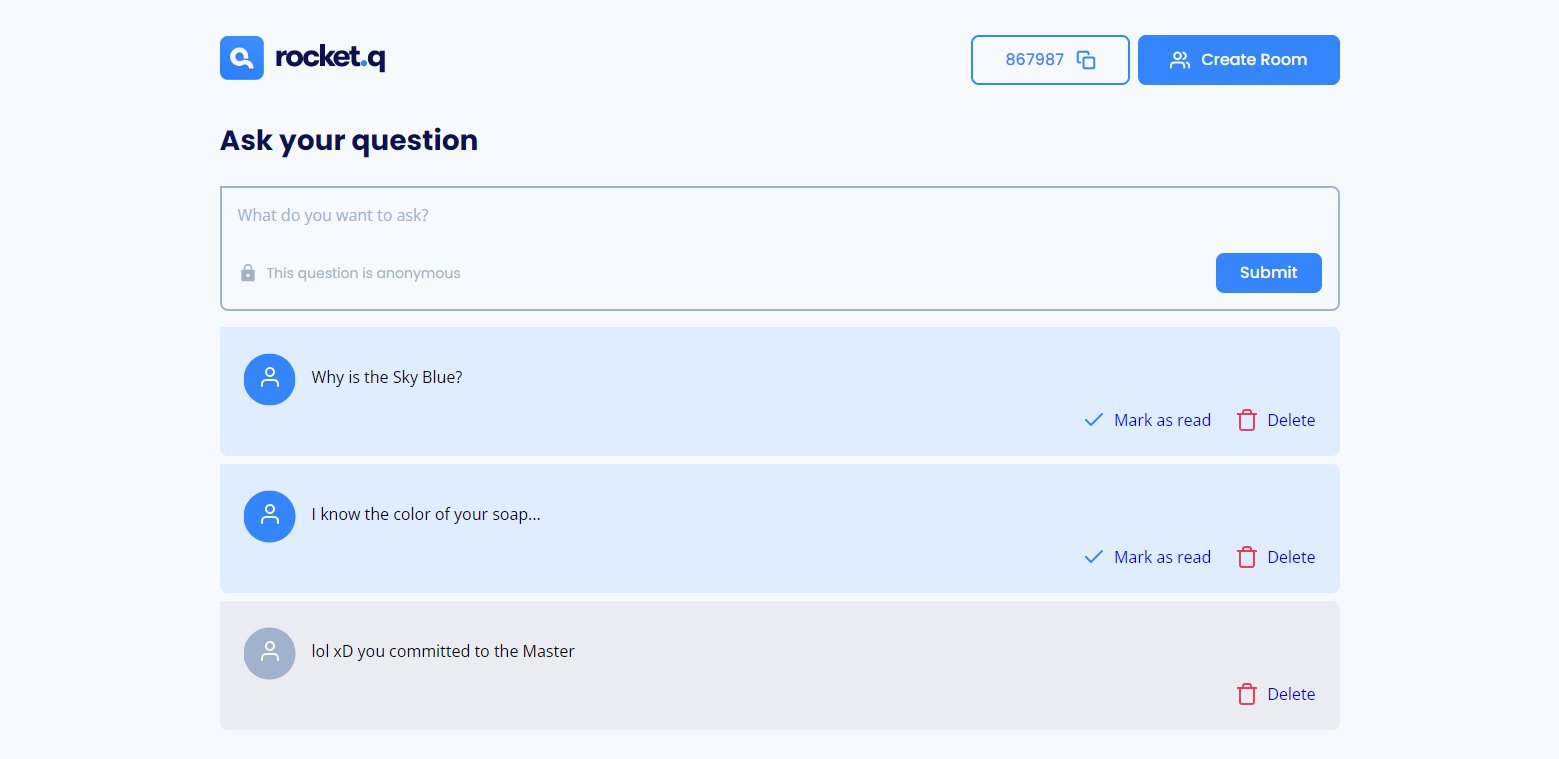 rocket.q
867987
Create Room
Ask your question
What do you want to ask?
This question is anonymous
Submit
Why is the Sky Blue?
Mark as read
Delete
I know the color of your soap...
Mark as read
Delete
lol xD you committed to the Master
Delete